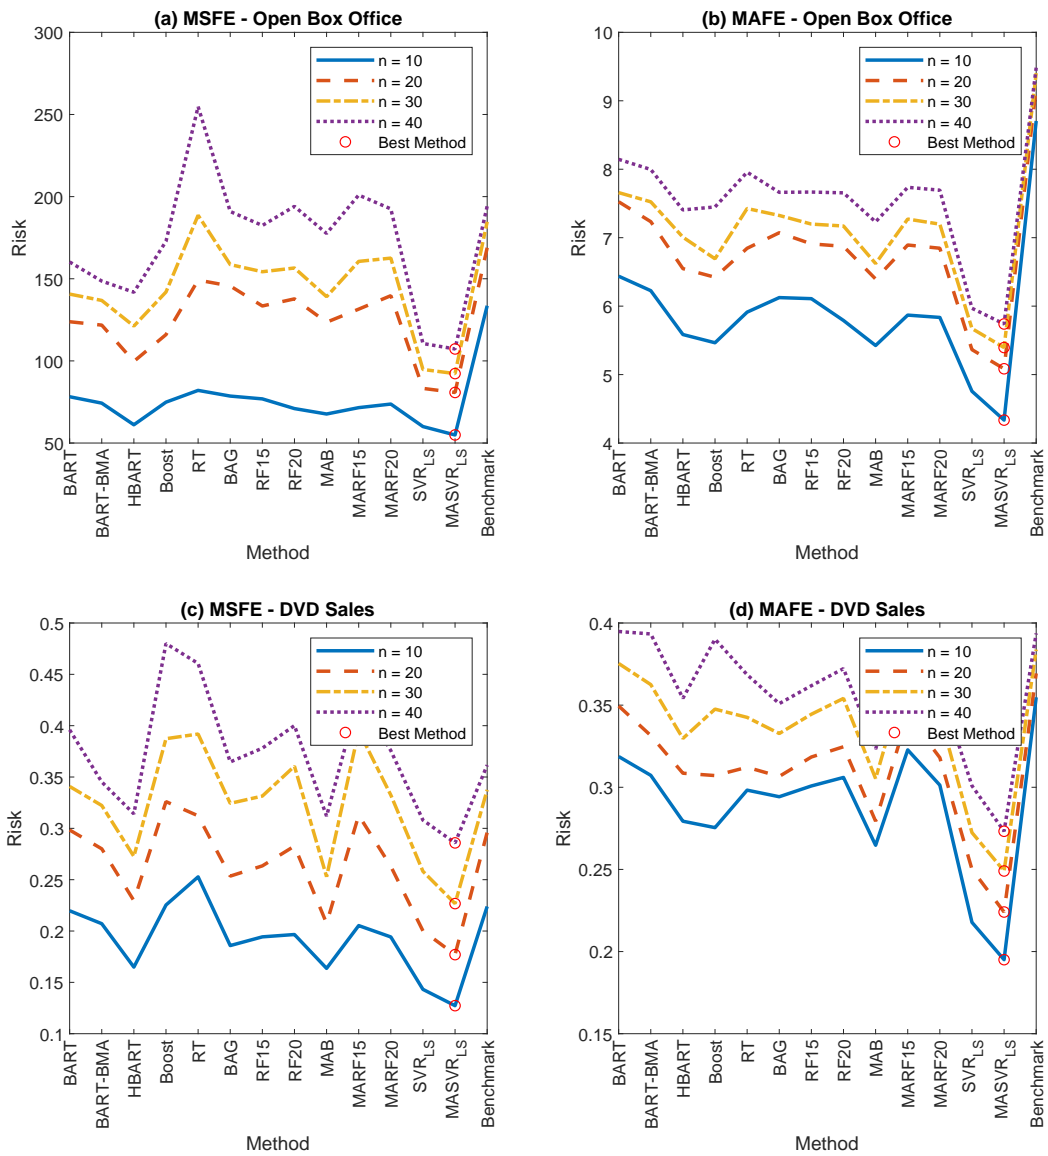 (a) MSFE - Open Box Office
300
250
200
150
100
50
Risk
n = 10
n = 20
n = 30
n = 40
Best Method
BART
BART-BMA
HBART
Boost
RT
BAG
RF15
RF20
MAB
MARF15
MARF20
SVR_LS
MASVR_LS
Benchmark
Method
(b) MAFE - Open Box Office
10
9
8
7
6
5
4
Risk
n = 10
n = 20
n = 30
n = 40
Best Method
BART
BART-BMA
HBART
Boost
RT
BAG
RF15
RF20
MAB
MARF15
MARF20
SVR_LS
MASVR_LS
Benchmark
Method
(c) MSFE - DVD Sales
0.5
0.45
0.4
0.35
0.3
0.25
0.2
0.15
0.1
Risk
n = 10
n = 20
n = 30
n = 40
Best Method
BART
BART-BMA
HBART
Boost
RT
BAG
RF15
RF20
MAB
MARF15
MARF20
SVR_LS
MASVR_LS
Benchmark
Method
(d) MAFE - DVD Sales
0.4
0.35
0.3
0.25
0.2
0.15
Risk
n = 10
n = 20
n = 30
n = 40
Best Method
BART
BART-BMA
HBART
Boost
RT
BAG
RF15
RF20
MAB
MARF15
MARF20
SVR_LS
MASVR_LS
Benchmark
Method